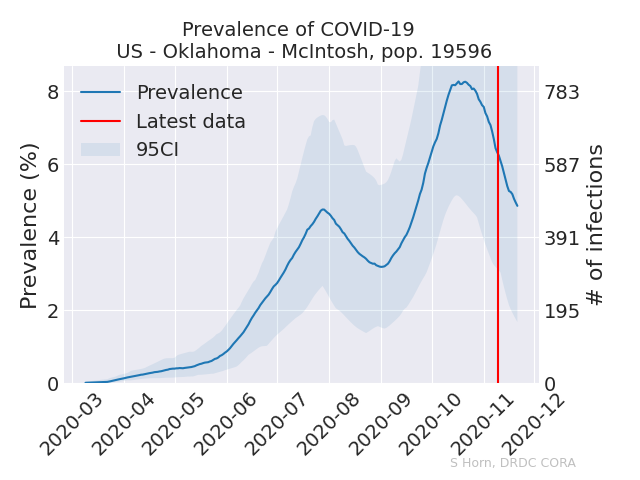 Prevalence of COVID-19
US - Oklahoma - McIntosh, pop. 19596
Prevalence
Latest data
95CI
Prevalence (%)
8
6
4
2
0
783
587
391
195
0
# of infections
2020-03
2020-04
2020-05
2020-06
2020-07
2020-08
2020-09
2020-10
2020-11
2020-12
S Horn, DRDC CORA